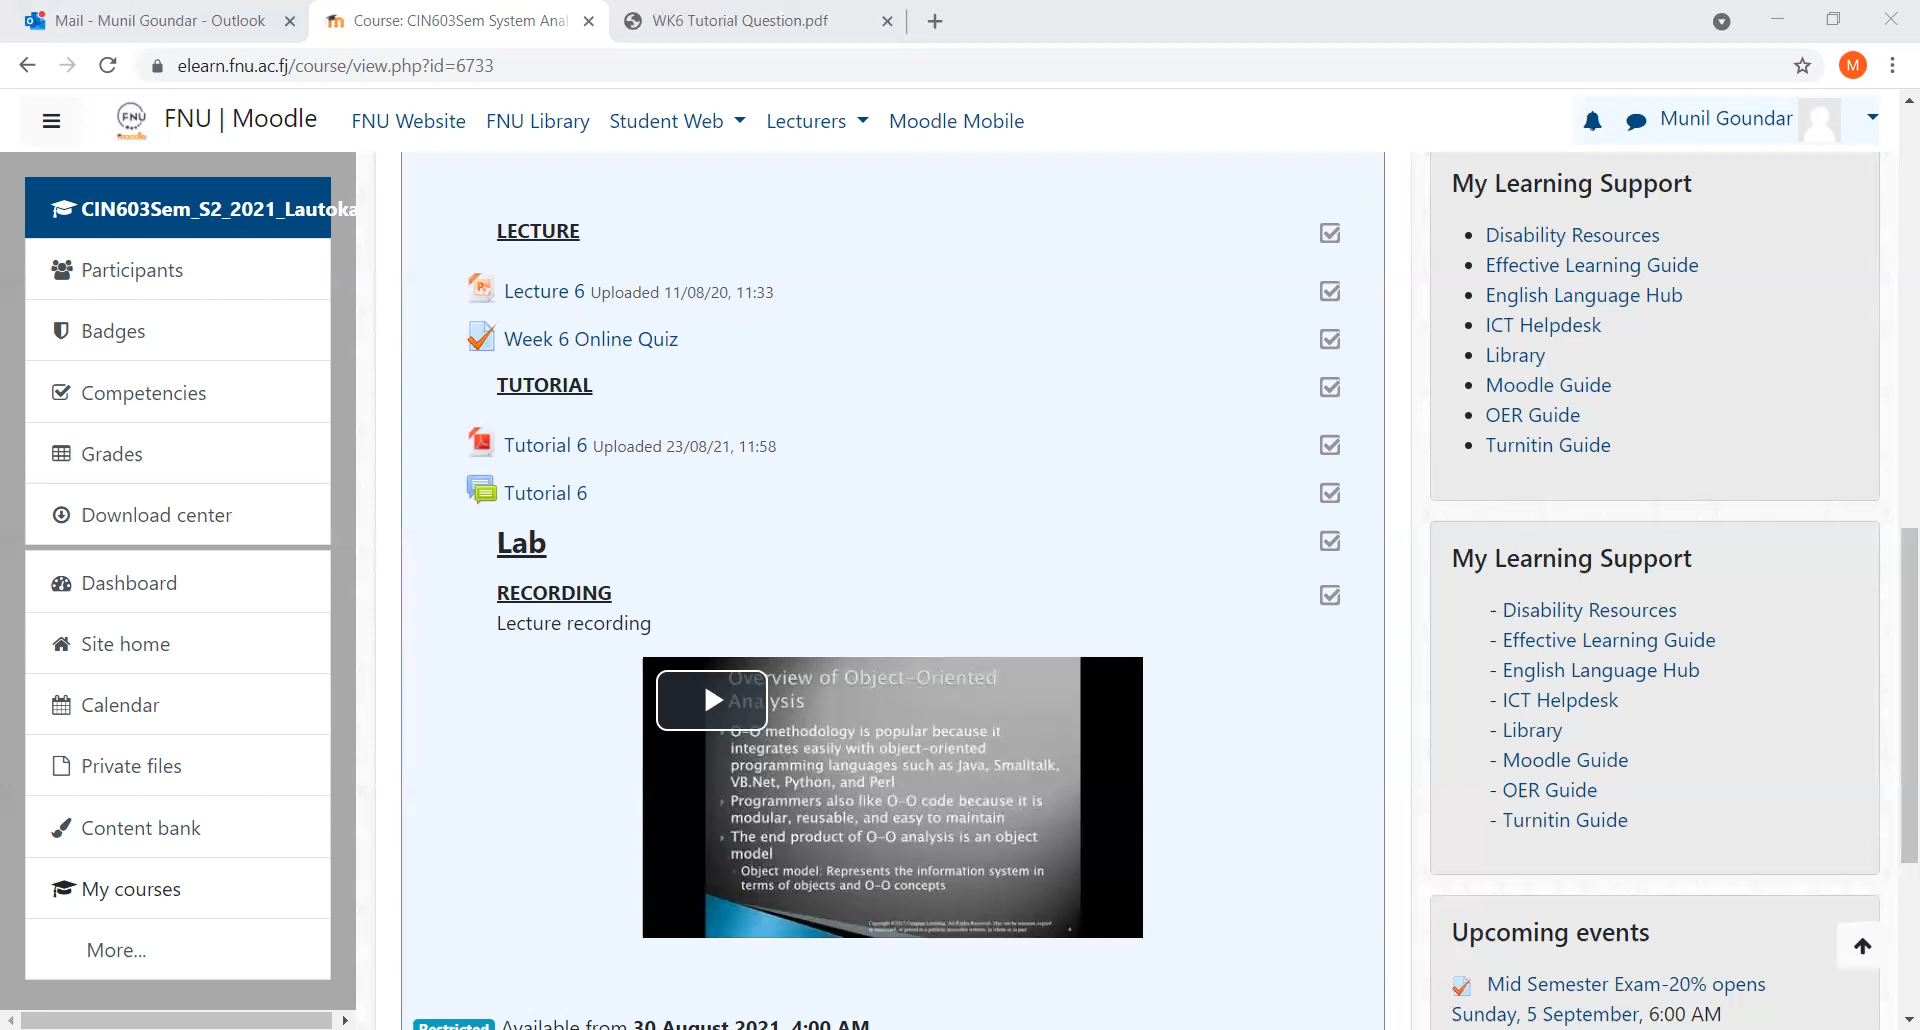 Mail - Munil Goundar - Outlook
Course: CIN603Sem System Anal
WK6 Tutorial Question.pdf
elearn.fnu.ac.fj/course/view.php?id=6733
M
FNU
moodle
FNU | Moodle
FNU Website
FNU Library
Student Web
Lecturers
Moodle Mobile
Munil Goundar
CIN603Sem_S2_2021_Lautoka
Participants
Badges
Competencies
Grades
Download center
Dashboard
Site home
Calendar
Private files
Content bank
My courses
More...
LECTURE
Lecture 6 Uploaded 11/08/20, 11:33
Week 6 Online Quiz
TUTORIAL
Tutorial 6 Uploaded 23/08/21, 11:58
Tutorial 6
Lab
RECORDING
Lecture recording
Overview of Object-Oriented
Analysis
O-O methodology is popular because it
integrates easily with object-oriented
programming languages such as Java, Smalltalk,
VB.Net, Python, and Perl
Programmers also like O-O code because it is
modular, reusable, and easy to maintain
The end product of O-O analysis is an object
model
Object model: Represents the information system in
terms of objects and O-O concepts
4
Restricted Available from 30 August 2021, 4:00 AM
My Learning Support
Disability Resources
Effective Learning Guide
English Language Hub
ICT Helpdesk
Library
Moodle Guide
OER Guide
Turnitin Guide
My Learning Support
- Disability Resources
- Effective Learning Guide
- English Language Hub
- ICT Helpdesk
- Library
- Moodle Guide
- OER Guide
- Turnitin Guide
Upcoming events
Mid Semester Exam-20% opens
Sunday, 5 September, 6:00 AM